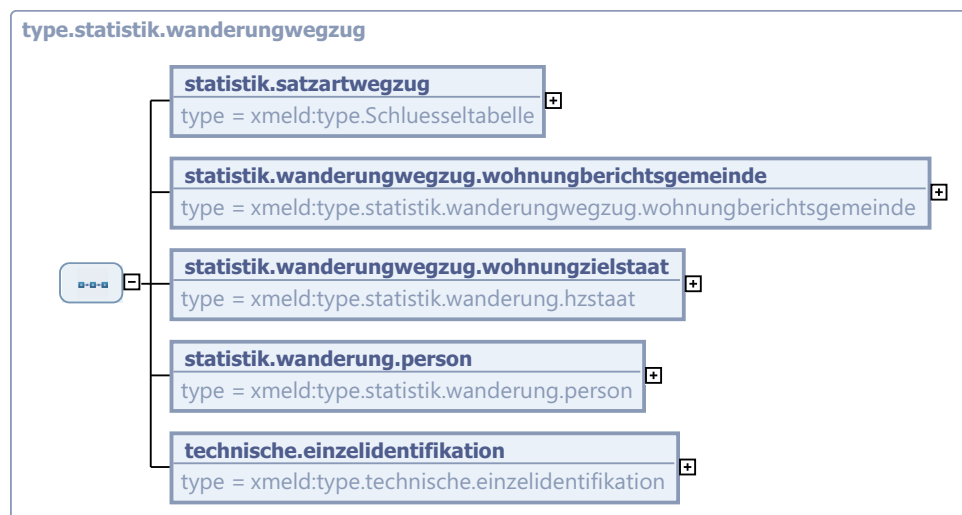 type.statistik.wanderungwegzug
statistik.satzartwegzug
type = xmeld:type.Schluesseltabelle
statistik.wanderungwegzug.wohnungberichtsgemeinde
type = xmeld:type.statistik.wanderungwegzug.wohnungberichtsgemeinde
statistik.wanderungwegzug.wohnungzielstaat
type = xmeld:type.statistik.wanderung.hzstaat
statistik.wanderung.person
type = xmeld:type.statistik.wanderung.person
technische.einzelidentifikation
type = xmeld:type.technische.einzelidentifikation